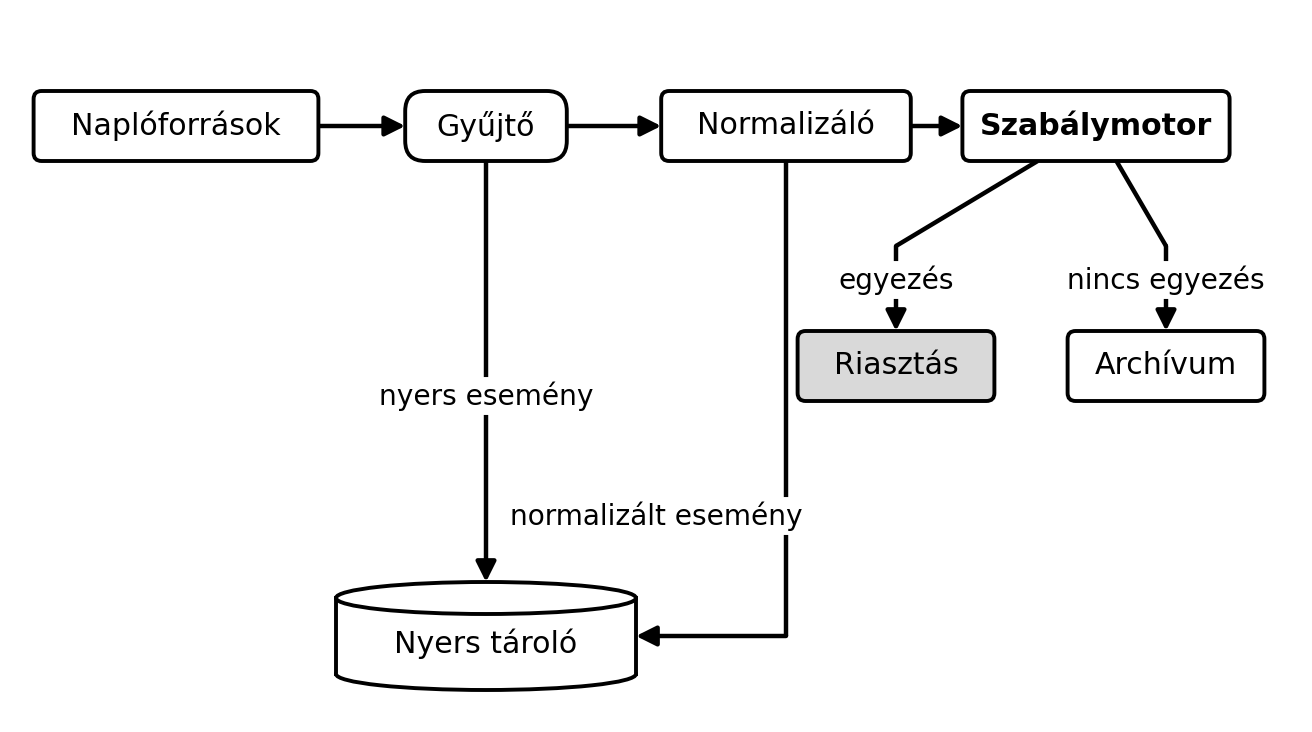 Naplóforrások
Gyűjtő
Normalizáló
Szabálymotor
egyezés
nincs egyezés
Riasztás
Archívum
nyers esemény
normalizált esemény
Nyers tároló